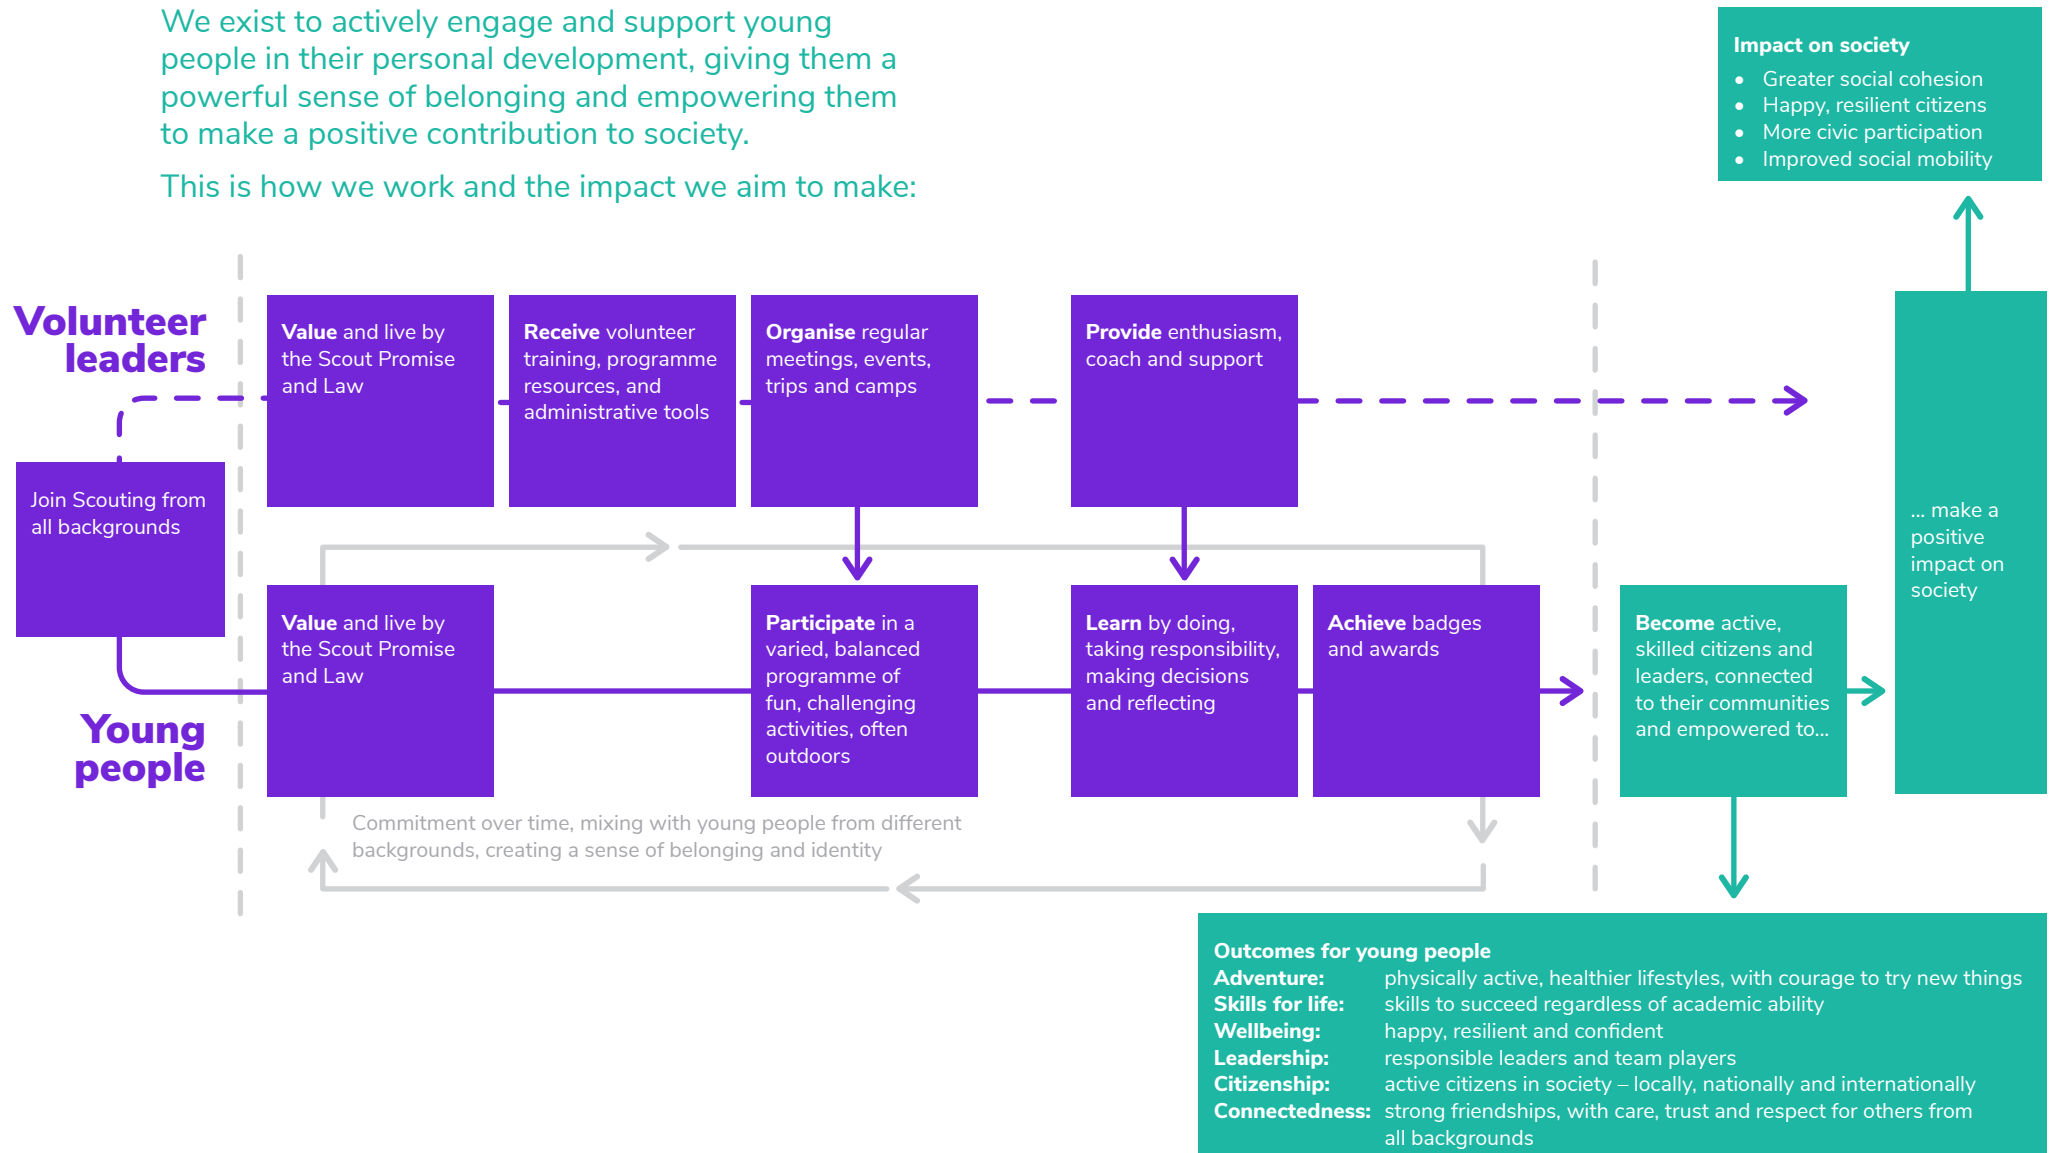 We exist to actively engage and support young
people in their personal development, giving them a
powerful sense of belonging and empowering them
to make a positive contribution to society.
This is how we work and the impact we aim to make:
Impact on society
• Greater social cohesion
• Happy, resilient citizens
• More civic participation
• Improved social mobility
Volunteer
leaders
Value and live by
the Scout Promise
and Law
Receive volunteer
training, programme
resources, and
administrative tools
Organise regular
meetings, events,
trips and camps
Provide enthusiasm,
coach and support
Join Scouting from
all backgrounds
... make a
positive
impact on
society
Young
people
Value and live by
the Scout Promise
and Law
Participate in a
varied, balanced
programme of
fun, challenging
activities, often
outdoors
Learn by doing,
taking responsibility,
making decisions
and reflecting
Achieve badges
and awards
Become active,
skilled citizens and
leaders, connected
to their communities
and empowered to...
Commitment over time, mixing with young people from different
backgrounds, creating a sense of belonging and identity
Outcomes for young people
Adventure: physically active, healthier lifestyles, with courage to try new things
Skills for life: skills to succeed regardless of academic ability
Wellbeing: happy, resilient and confident
Leadership: responsible leaders and team players
Citizenship: active citizens in society – locally, nationally and internationally
Connectedness: strong friendships, with care, trust and respect for others from
all backgrounds